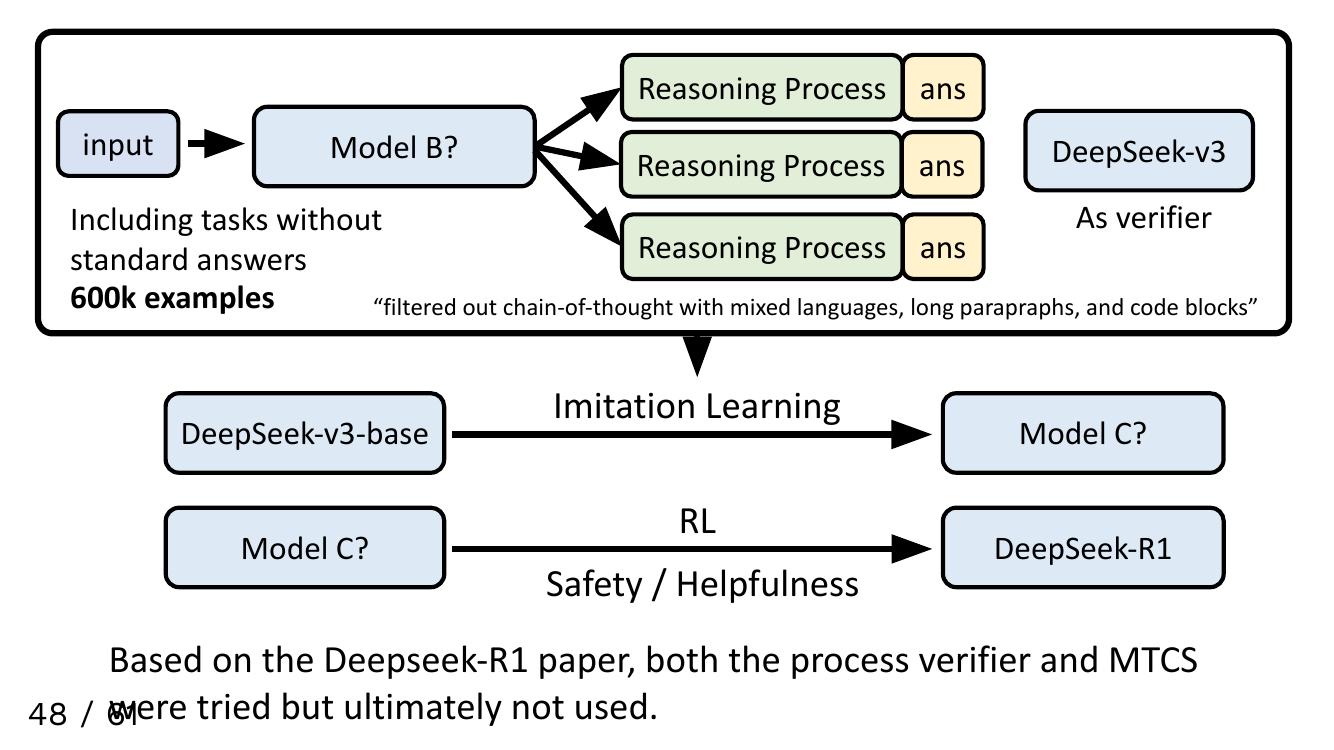 Reasoning Process ans
input
Model B?
Reasoning Process ans
DeepSeek-v3
Reasoning Process ans
As verifier
Including tasks without
standard answers
600k examples
“filtered out chain-of-thought with mixed languages, long parapraphs, and code blocks”
Imitation Learning
DeepSeek-v3-base
Model C?
RL
Model C?
DeepSeek-R1
Safety / Helpfulness
Based on the Deepseek-R1 paper, both the process verifier and MTCS
were tried but ultimately not used.
48 / 61